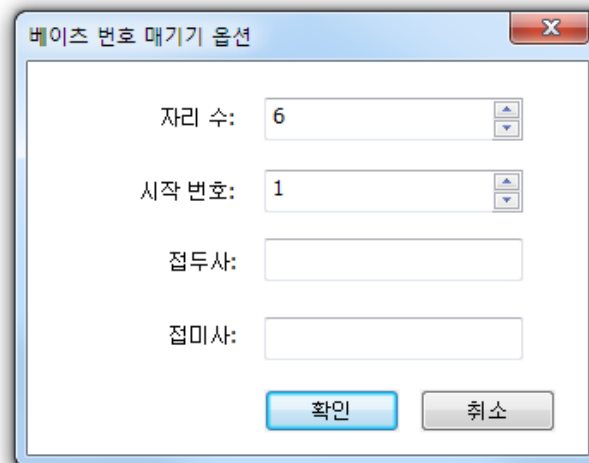 베이츠 번호 매기기 옵션
자리 수: 6
시작 번호: 1
접두사:
접미사:
확인 취소